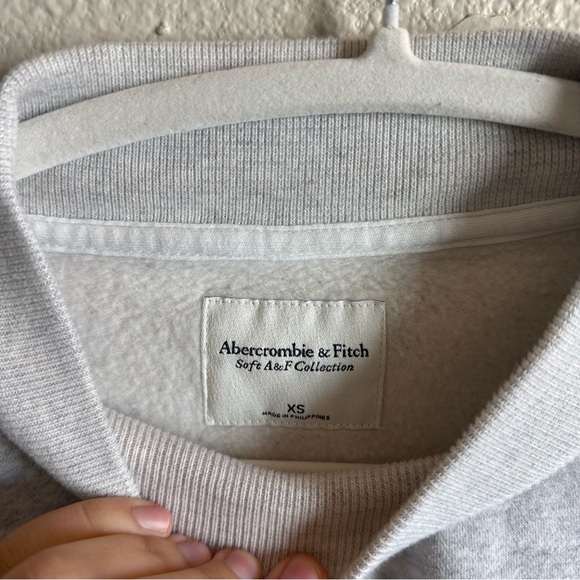 Abercrombie & Fitch
Soft A&F Collection
XS
MADE IN PHILIPPINES